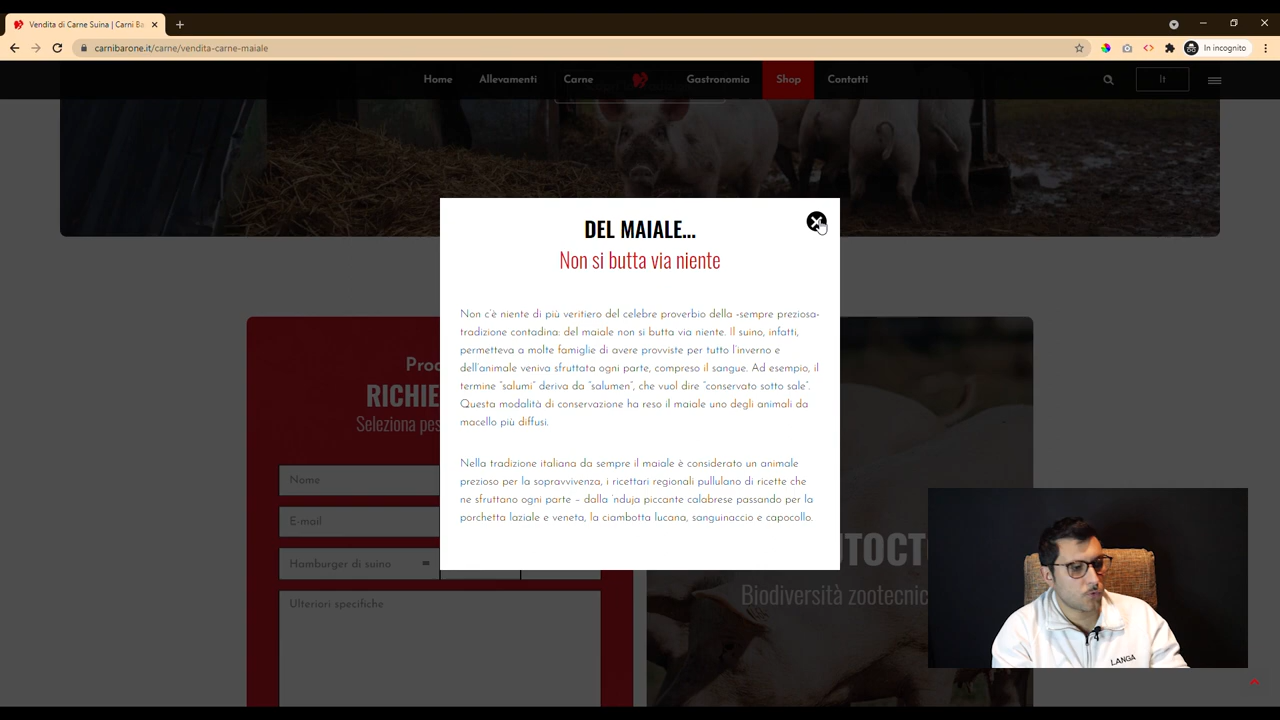 Vendita di Carne Suina | Carni Ba
carnibarone.it/carne/vendita-carne-maiale
In incognito
Home Allevamenti Carne Gastronomia Shop Contatti It
DEL MAIALE...
Non si butta via niente
Non c'è niente di più veritiero del celebre proverbio della -sempre preziosa-
tradizione contadina: del maiale non si butta via niente. Il suino, infatti,
permetteva a molte famiglie di avere provviste per tutto l'inverno e
dell'animale veniva sfruttata ogni parte, compreso il sangue. Ad esempio, il
termine "salumi" deriva da "salumen", che vuol dire "conservato sotto sale".
Questa modalità di conservazione ha reso il maiale uno degli animali da
macello più diffusi.
Nella tradizione italiana da sempre il maiale è considerato un animale
prezioso per la sopravvivenza, i ricettari regionali pullulano di ricette che
ne sfruttano ogni parte – dalla 'nduja piccante calabrese passando per la
porchetta laziale e veneta, la ciambotta lucana, sanguinaccio e capocollo.
Proc
RICHIE
Seleziona pes
Nome
E-mail
Hamburger di suino
Ulteriori specifiche
UTOCT
Biodiversità zootecnic
LANGA